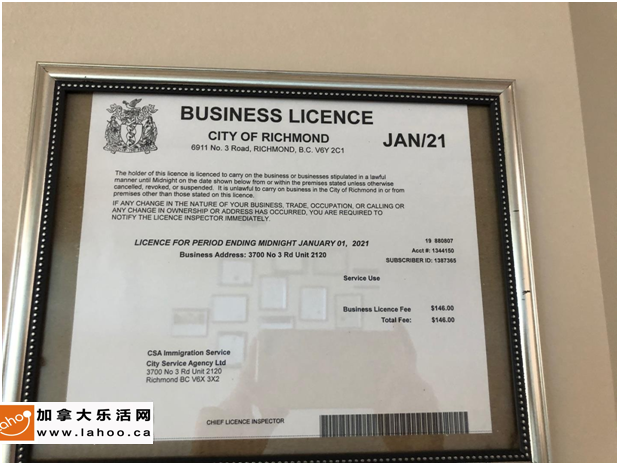 BUSINESS LICENCE
CITY OF RICHMOND
6911 No. 3 Road, RICHMOND, B.C. V6Y 2C1
JAN/21
The holder of this licence is licenced to carry on the business or businesses stipulated in a lawful
manner until Midnight on the date shown below from or within the premises stated unless otherwise
cancelled, revoked, or suspended. It is unlawful to carry on business in the City of Richmond in or from
premises other than those stated on this licence.
IF ANY CHANGE IN THE NATURE OF YOUR BUSINESS, TRADE, OCCUPATION, OR CALLING OR
ANY CHANGE IN OWNERSHIP OR ADDRESS HAS OCCURRED, YOU ARE REQUIRED TO
NOTIFY THE LICENCE INSPECTOR IMMEDIATELY.
LICENCE FOR PERIOD ENDING MIDNIGHT JANUARY 01, 2021
19 880807
Business Address: 3700 No 3 Rd Unit 2120
Acct #: 1344150
SUBSCRIBER ID: 1387365
Service Use
Business Licence Fee $146.00
Total Fee: $146.00
CSA Immigration Service
City Service Agency Ltd
3700 No 3 Rd Unit 2120
Richmond BC V6X 3X2
CHIEF LICENCE INSPECTOR
lahoo
加拿大乐活网
www.lahoo.ca